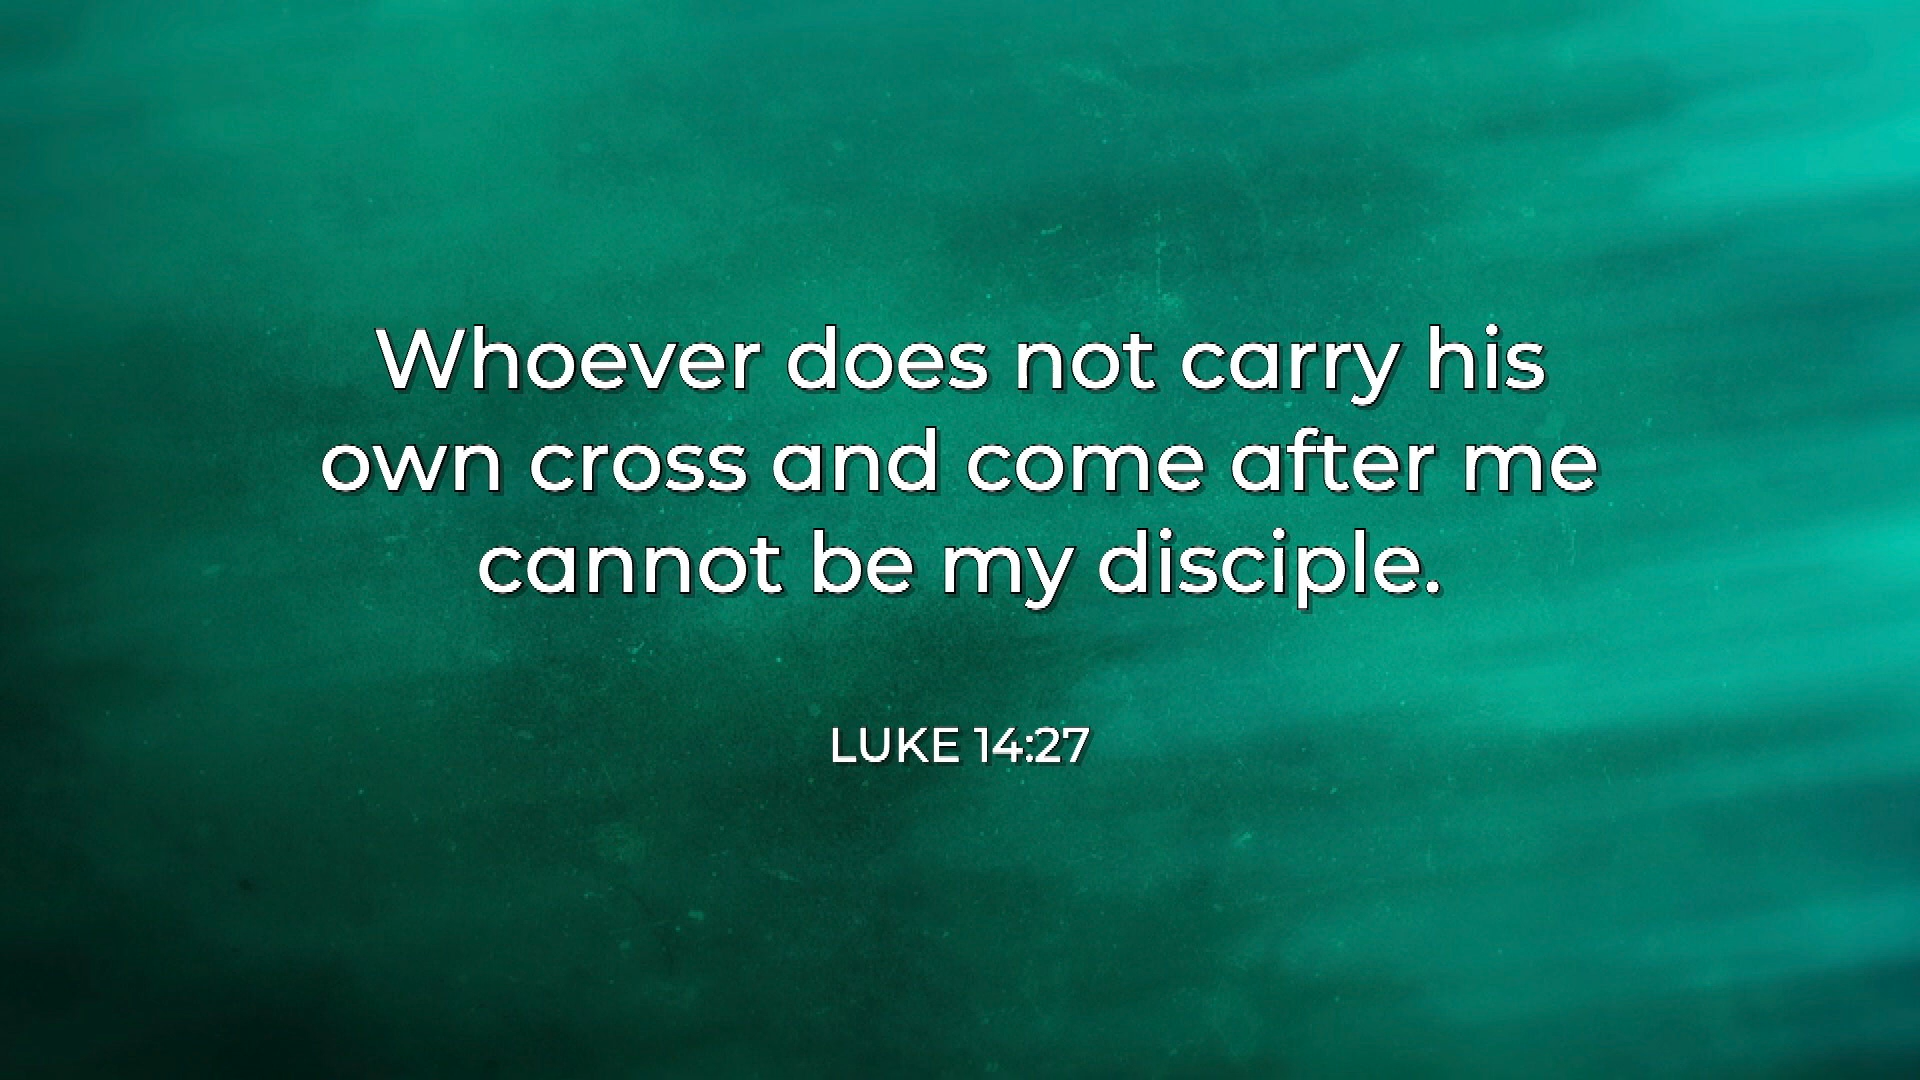 Whoever does not carry his
own cross and come after me
cannot be my disciple.
LUKE 14:27